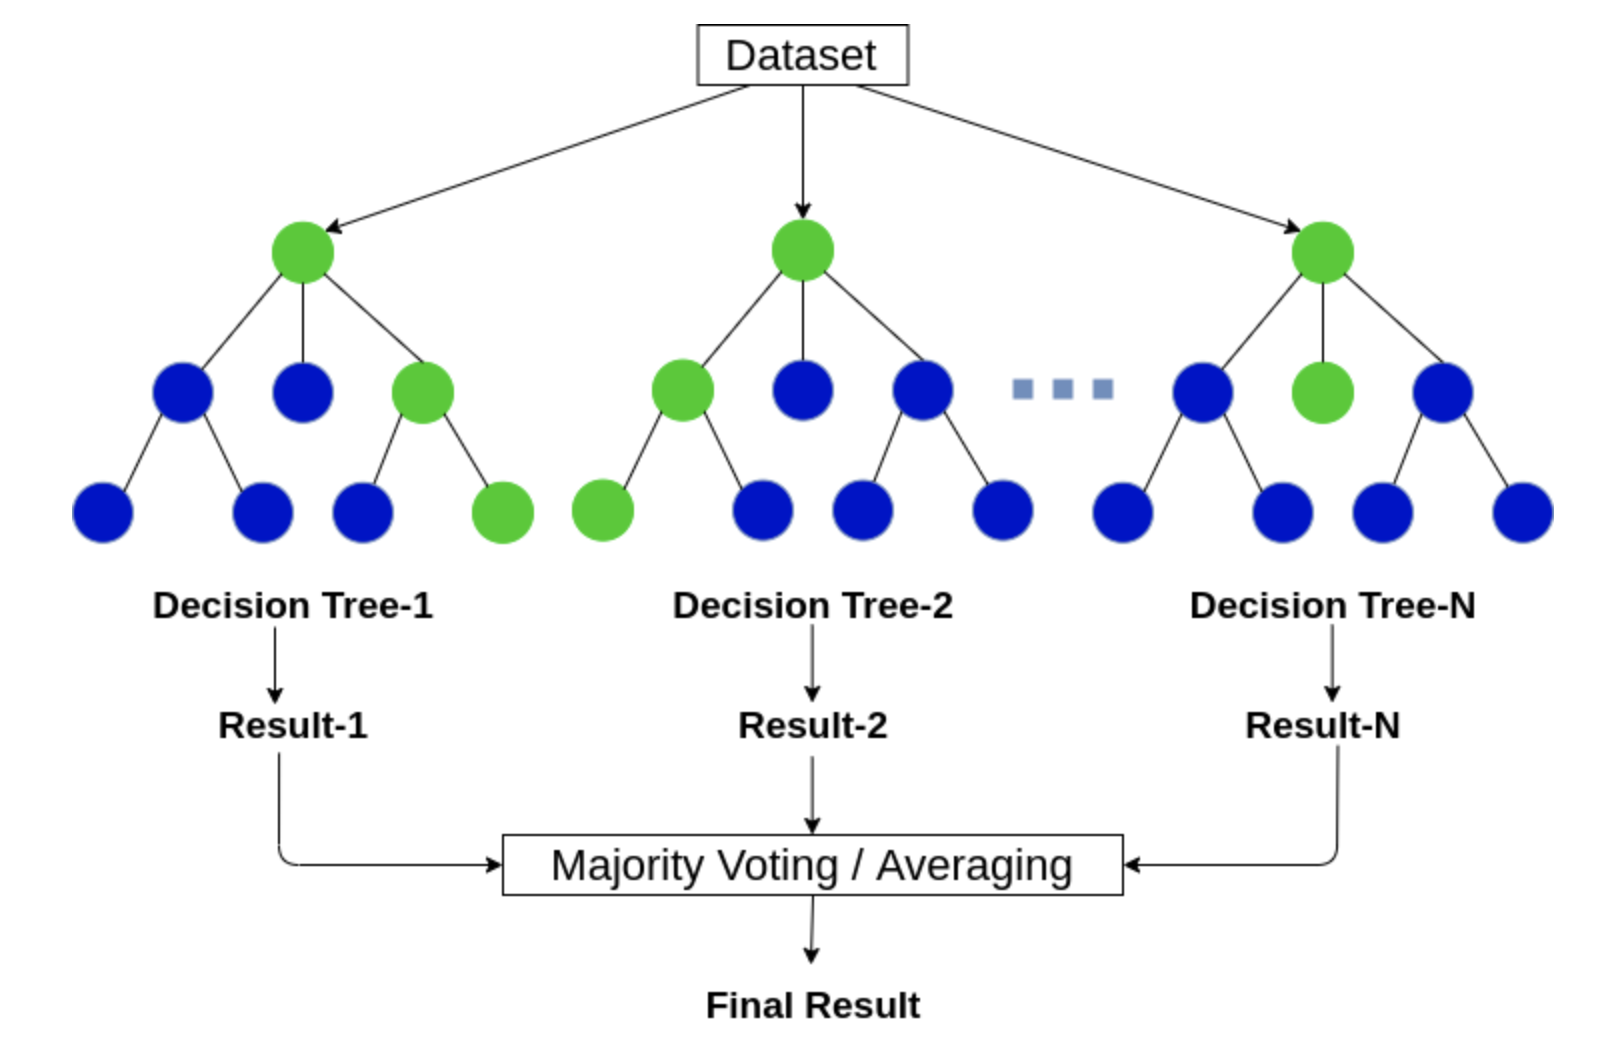 Dataset
Decision Tree-1
Decision Tree-2
Decision Tree-N
Result-1
Result-2
Result-N
Majority Voting / Averaging
Final Result